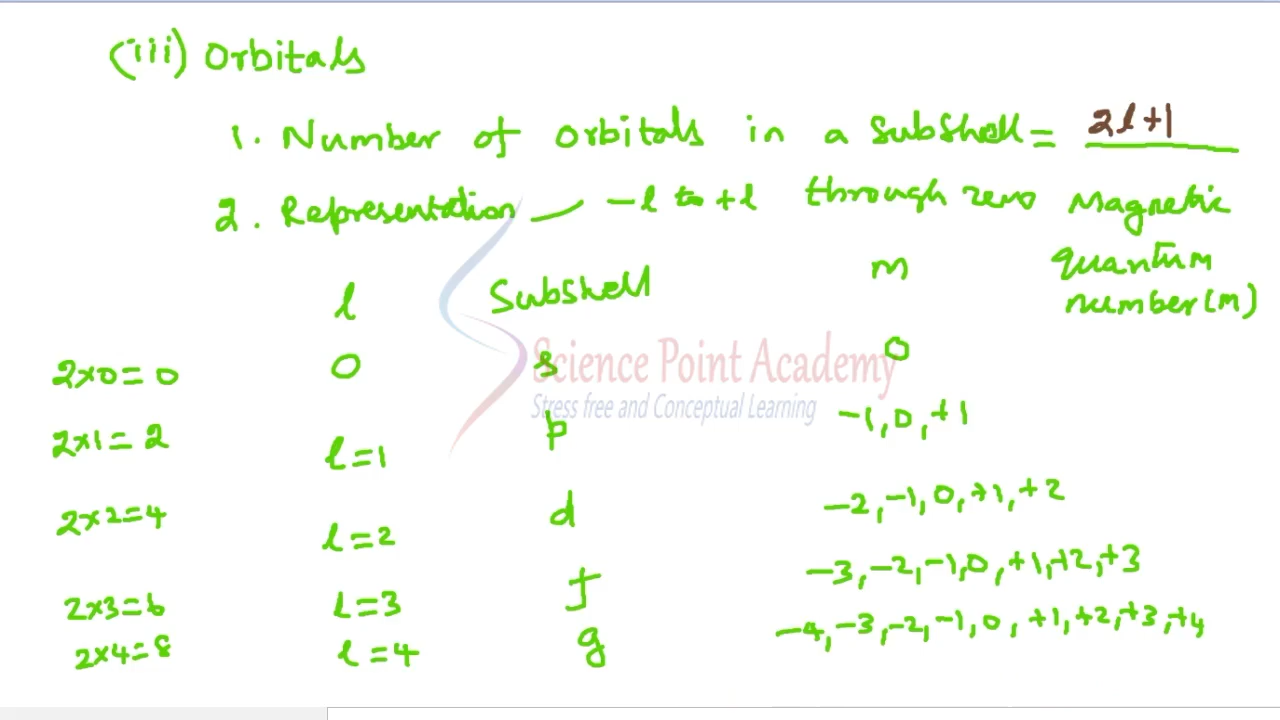 (iii) Orbitals
1. Number of orbitals in a subshell = 2l+1
2. Representation — -l to +l through zero Magnetic
quantum
number(m)
l subshell m
2×0=0 0 s 0
Science Point Academy
Stress free and Conceptual Learning
2×1=2 l=1 p -1,0,+1
2×2=4 l=2 d -2,-1,0,+1,+2
2×3=6 l=3 f -3,-2,-1,0,+1,+2,+3
2×4=8 l=4 g -4,-3,-2,-1,0,+1,+2,+3,+4